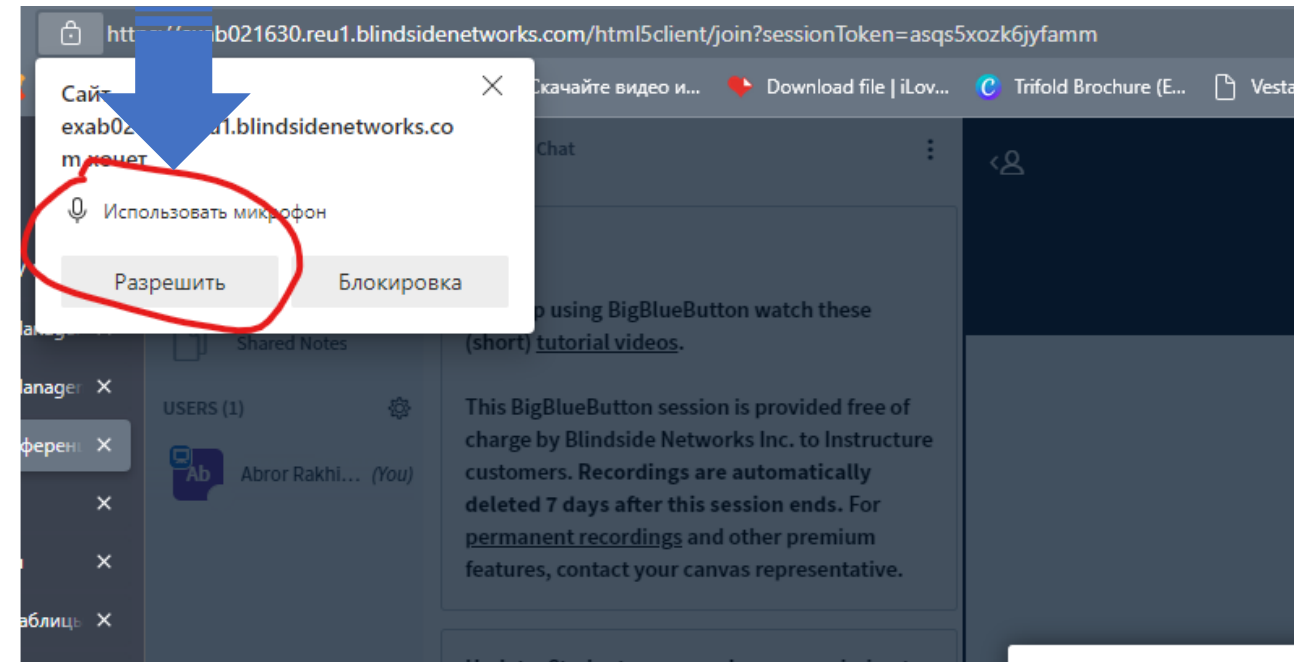 exab021630.reu1.blindsidenetworks.com/html5client/join?sessionToken=asqs5xozk6jyfamm
Скачайте видео и...
Download file | iLov...
Trifold Brochure (E...
Vesta
Сайт
blindsidenetworks.co
m хочет
Использовать микрофон
Разрешить
Блокировка
Chat
using BigBlueButton watch these
(short) tutorial videos.
This BigBlueButton session is provided free of
charge by Blindside Networks Inc. to Instructure
customers. Recordings are automatically
deleted 7 days after this session ends. For
permanent recordings and other premium
features, contact your canvas representative.
Shared Notes
USERS (1)
Ab
Abror Rakhi... (You)